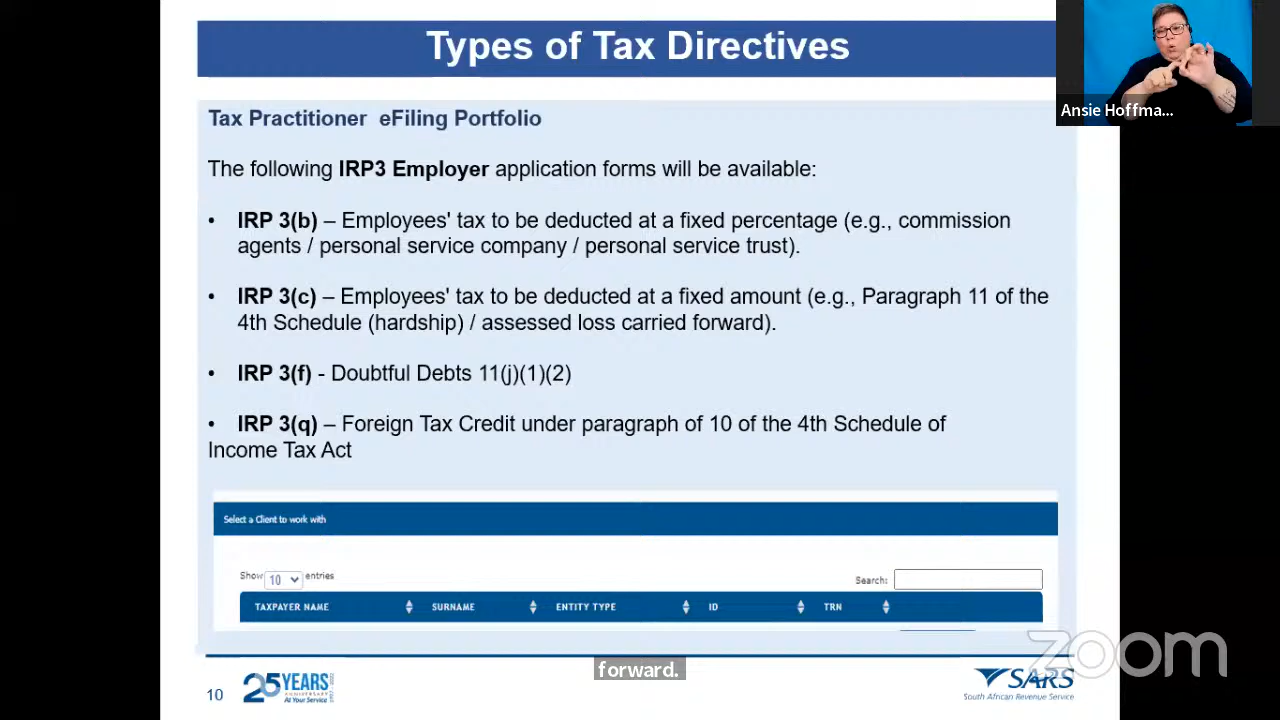 Types of Tax Directives
Ansie Hoffma...
Tax Practitioner eFiling Portfolio
The following IRP3 Employer application forms will be available:
• IRP 3(b) – Employees' tax to be deducted at a fixed percentage (e.g., commission
agents / personal service company / personal service trust).
• IRP 3(c) – Employees' tax to be deducted at a fixed amount (e.g., Paragraph 11 of the
4th Schedule (hardship) / assessed loss carried forward).
• IRP 3(f) - Doubtful Debts 11(j)(1)(2)
• IRP 3(q) – Foreign Tax Credit under paragraph of 10 of the 4th Schedule of
Income Tax Act
Select a Client to work with
Show 10 entries
Search:
TAXPAYER NAME SURNAME ENTITY TYPE ID TRN
zoom
forward.
10
25 YEARS
ANNIVERSARY
At Your Service
SARS
South African Revenue Service